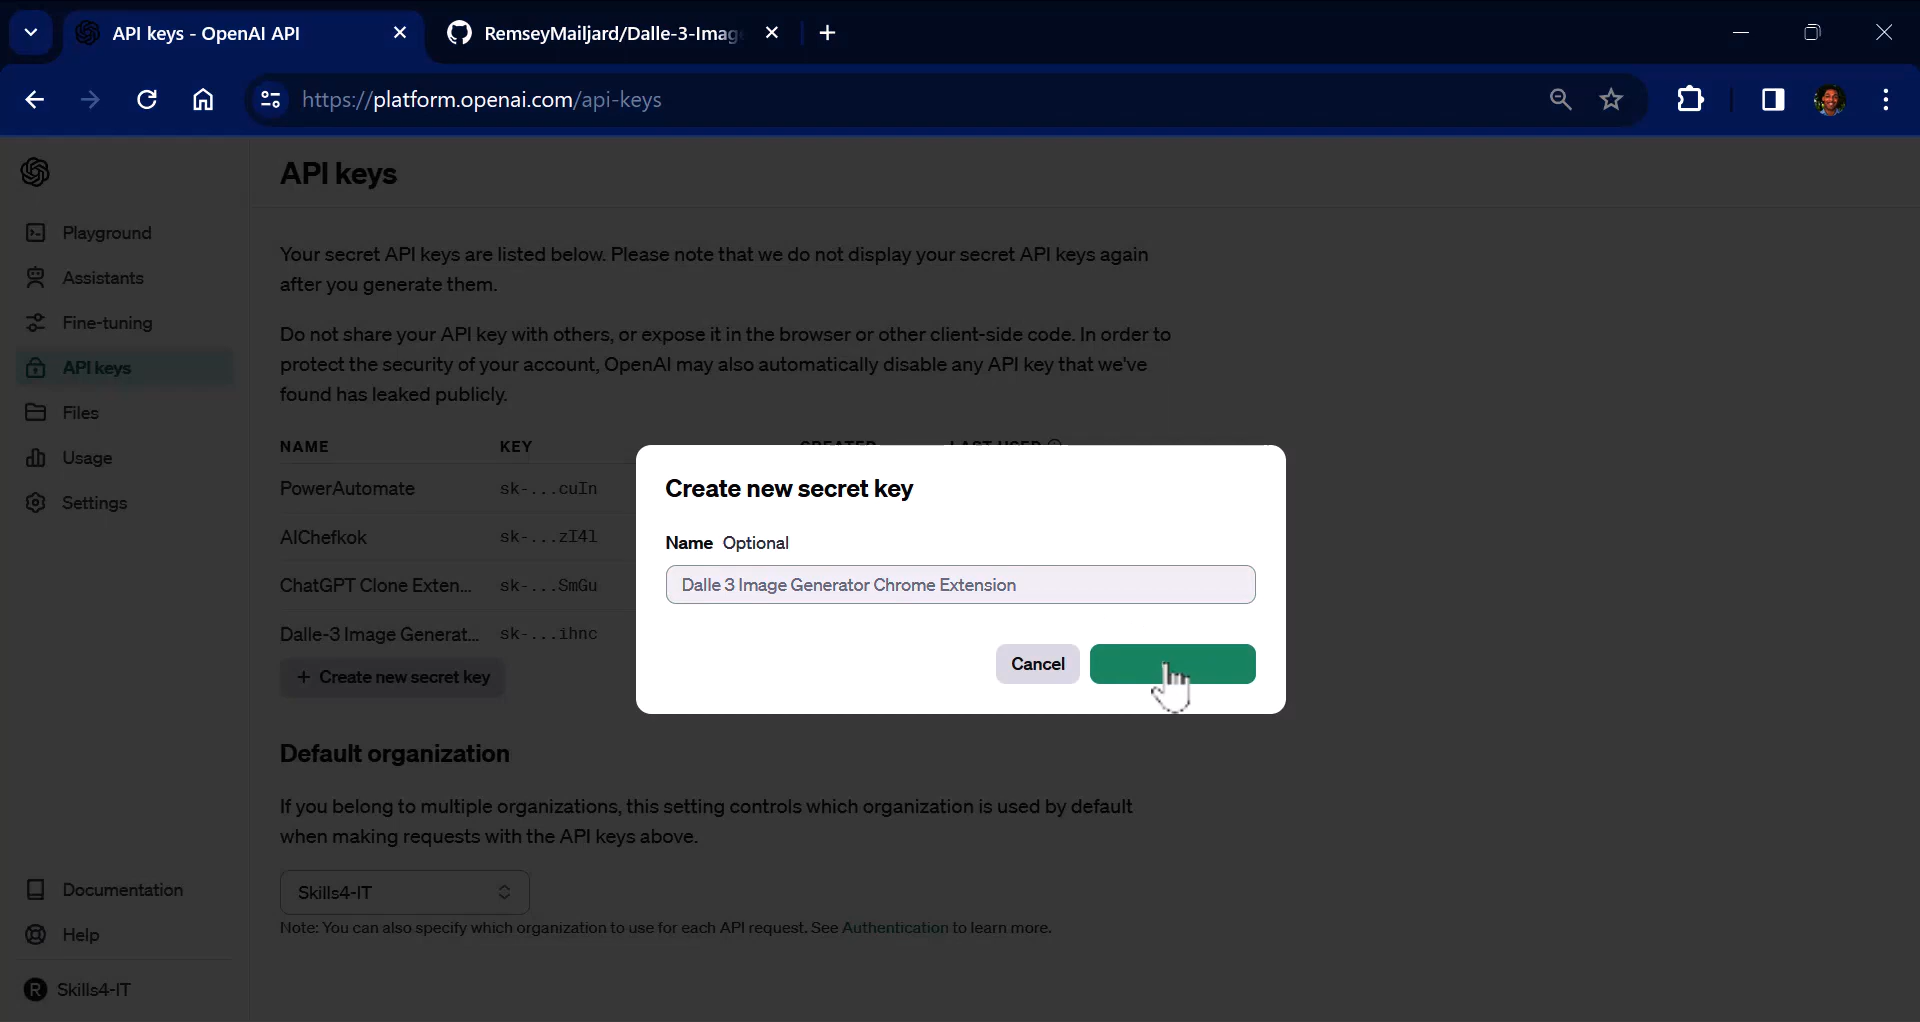 API keys - OpenAI API
RemseyMailjard/Dalle-3-Imag
https://platform.openai.com/api-keys
API keys
Playground
Assistants
Fine-tuning
API keys
Files
Usage
Settings
Your secret API keys are listed below. Please note that we do not display your secret API keys again
after you generate them.
Do not share your API key with others, or expose it in the browser or other client-side code. In order to
protect the security of your account, OpenAI may also automatically disable any API key that we've
found has leaked publicly.
NAME KEY CREATED LAST USED
PowerAutomate sk-...cuIn
AIChefkok sk-...zI4l
ChatGPT Clone Exten... sk-...SmGu
Dalle-3 Image Generat... sk-...ihnc
+ Create new secret key
Create new secret key
Name Optional
Dalle 3 Image Generator Chrome Extension
Cancel
Default organization
If you belong to multiple organizations, this setting controls which organization is used by default
when making requests with the API keys above.
Skills4-IT
Note: You can also specify which organization to use for each API request. See Authentication to learn more.
Documentation
Help
R Skills4-IT